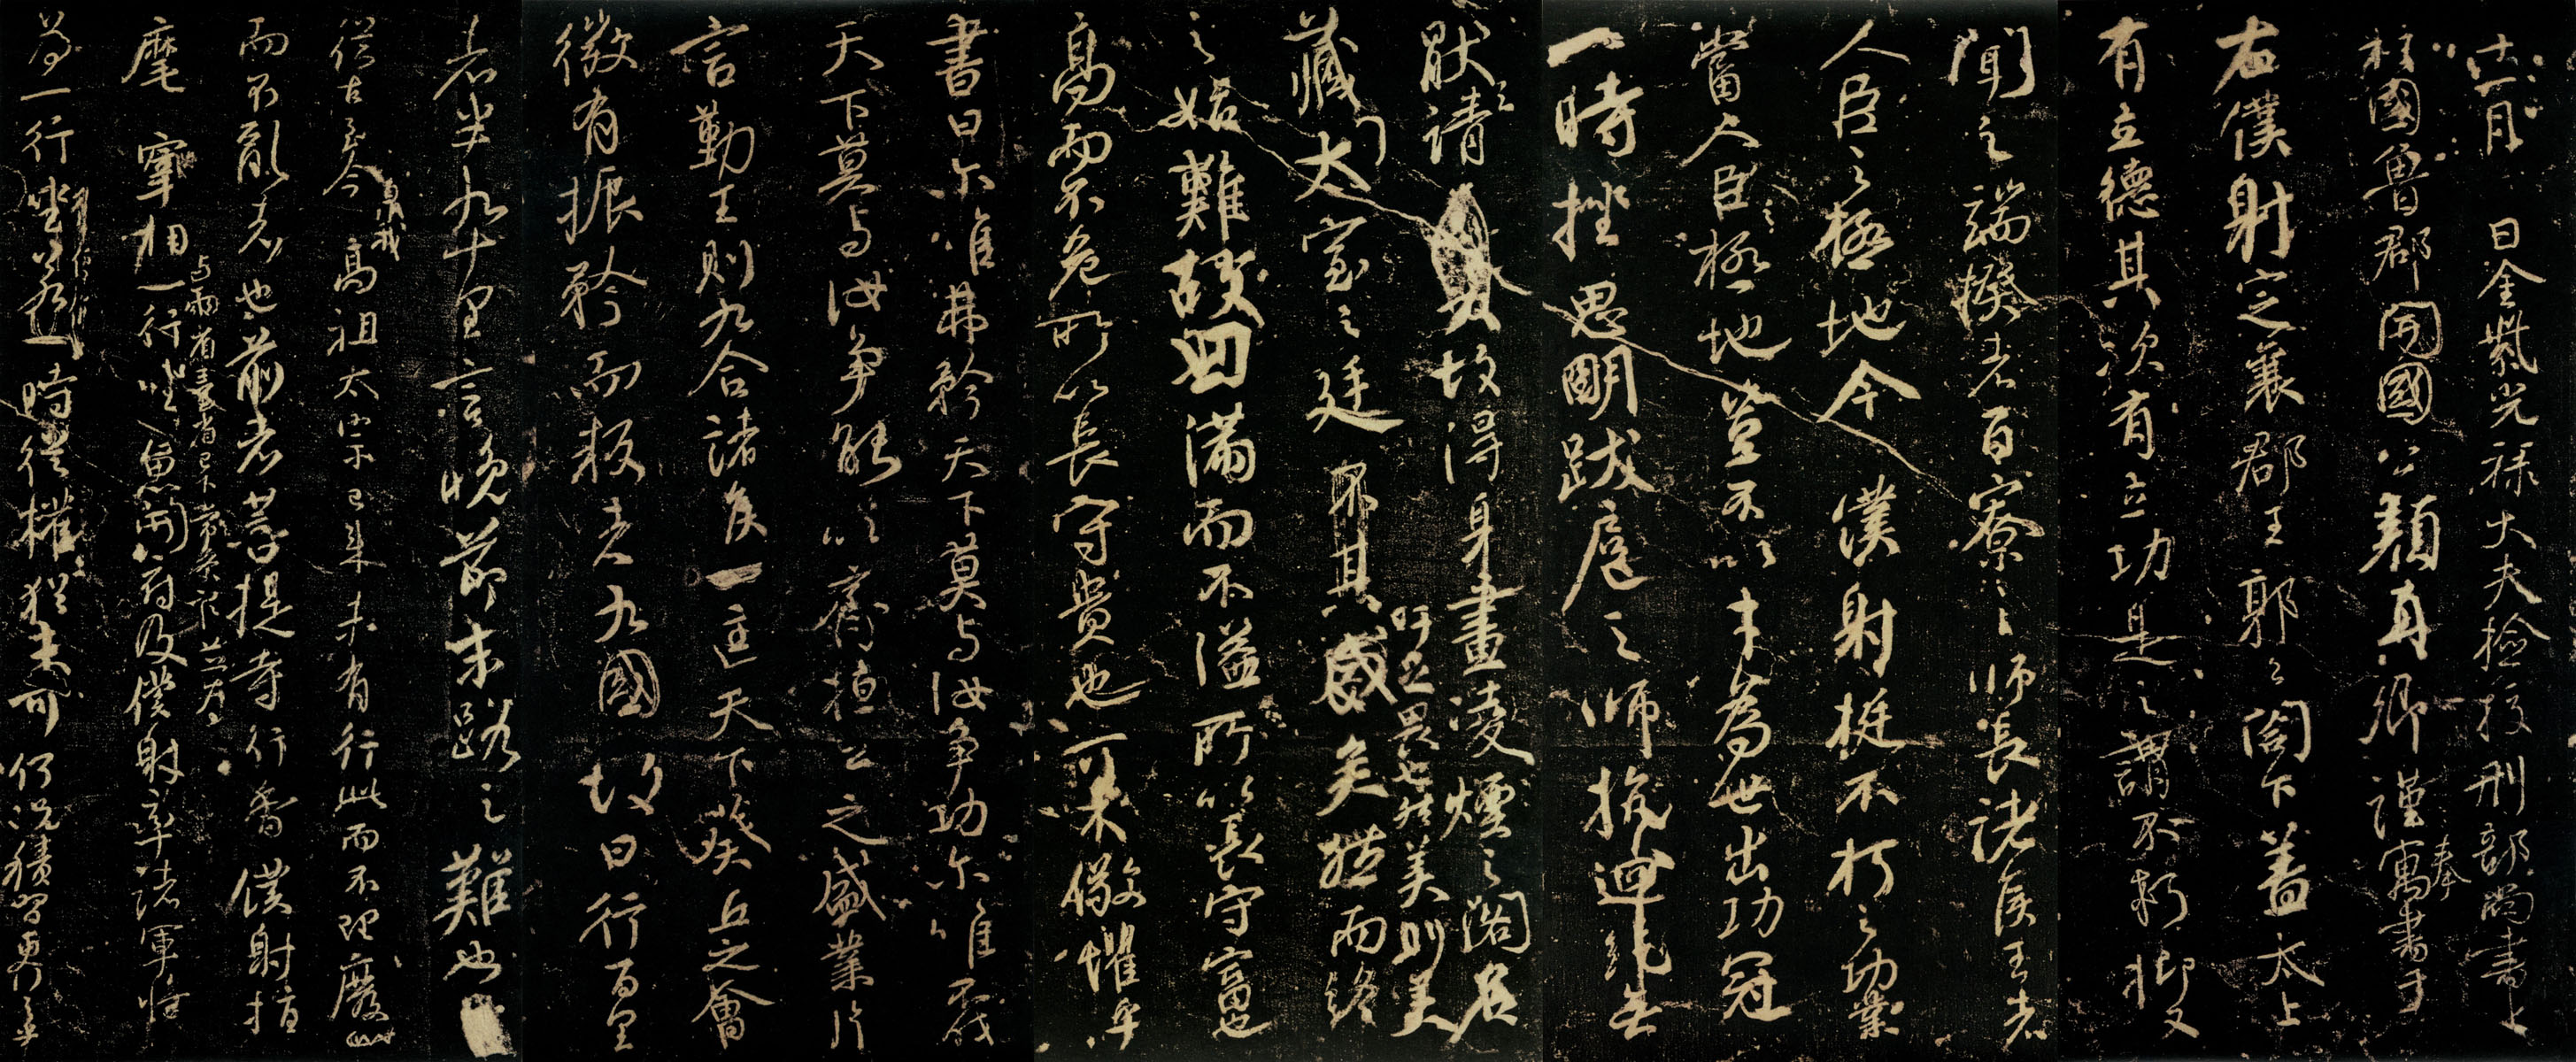 十一月日金紫光祿大夫檢校刑部尚書上
柱國魯郡開國公顏真卿謹奉寓書于
右僕射定襄郡王郭公閤下蓋太上
有立德其次有立功是之謂不朽抑又
聞之端揆者百寮之師長諸侯王者
人臣之極地今僕射挺不朽之功業
當人臣之極地豈不以才為世出功冠
一時挫思明跋扈之師抗迴紇無
厭之請故得身畫凌煙之閣名
藏太室之廷吁足畏也然美則美
矣而終
之始難故曰滿而不溢所以長守富也
高而不危所以長守貴也可不儆懼乎
書曰爾唯弗矜天下莫與汝爭功爾唯不伐
天下莫與汝爭能以齊桓公之盛業片
言勤王則九合諸侯一匡天下葵丘之會
微有振矜而叛者九國故曰行百里
者半九十里言晚節末路之難也
從古至今泉我高祖太宗已來未有行此而不理廢此
而不亂者也前者菩提寺行香僕射指
麾宰相與兩省臺省已下常參官並為
一行坐魚開府及僕射率諸軍將
為一行坐若一時從權猶未可何況積習更行之乎